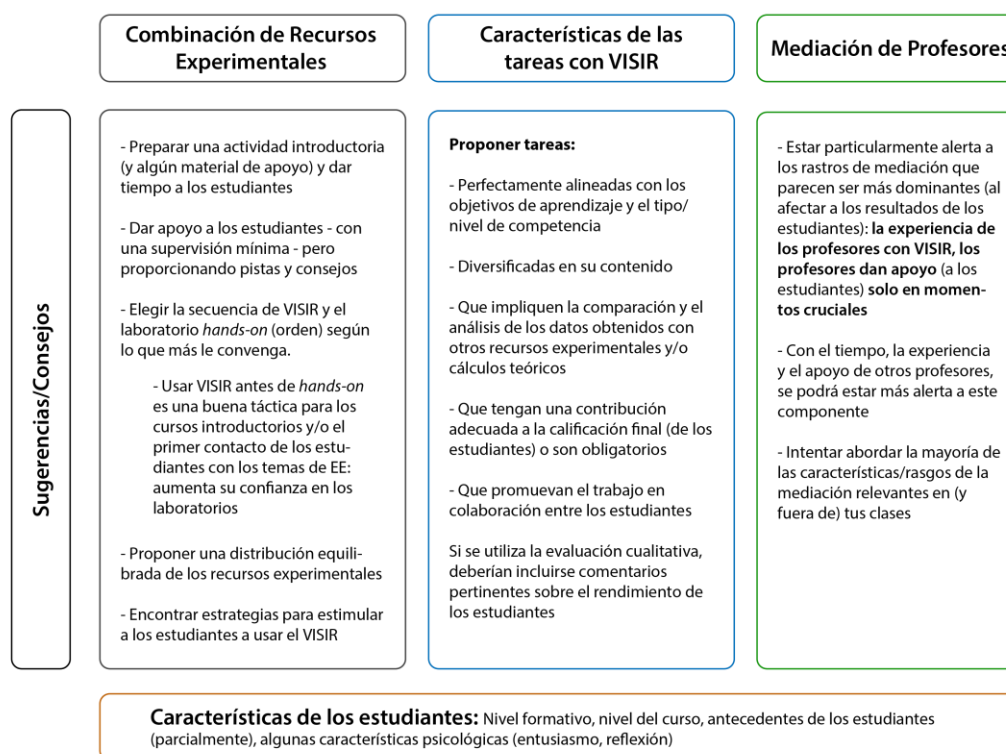 Combinación de Recursos
Experimentales
Características de las
tareas con VISIR
Mediación de Profesores
Sugerencias/Consejos
- Preparar una actividad introductoria
(y algún material de apoyo) y dar
tiempo a los estudiantes
- Dar apoyo a los estudiantes - con
una supervisión mínima - pero
proporcionando pistas y consejos
- Elegir la secuencia de VISIR y el
laboratorio hands-on (orden) según
lo que más le convenga.
- Usar VISIR antes de hands-on
es una buena táctica para los
cursos introductorios y/o el
primer contacto de los estu-
diantes con los temas de EE:
aumenta su confianza en los
laboratorios
- Proponer una distribución equili-
brada de los recursos experimentales
- Encontrar estrategias para estimular
a los estudiantes a usar el VISIR
Proponer tareas:
- Perfectamente alineadas con los
objetivos de aprendizaje y el tipo/
nivel de competencia
- Diversificadas en su contenido
- Que impliquen la comparación y el
análisis de los datos obtenidos con
otros recursos experimentales y/o
cálculos teóricos
- Que tengan una contribución
adecuada a la calificación final (de los
estudiantes) o son obligatorios
- Que promuevan el trabajo en
colaboración entre los estudiantes
Si se utiliza la evaluación cualitativa,
deberían incluirse comentarios
pertinentes sobre el rendimiento de
los estudiantes
- Estar particularmente alerta a
los rastros de mediación que
parecen ser más dominantes (al
afectar a los resultados de los
estudiantes): la experiencia de
los profesores con VISIR, los
profesores dan apoyo (a los
estudiantes) solo en momen-
tos cruciales
- Con el tiempo, la experiencia
y el apoyo de otros profesores,
se podrá estar más alerta a este
componente
- Intentar abordar la mayoría de
las características/rasgos de la
mediación relevantes en (y
fuera de) tus clases
Características de los estudiantes: Nivel formativo, nivel del curso, antecedentes de los estudiantes
(parcialmente), algunas características psicológicas (entusiasmo, reflexión)